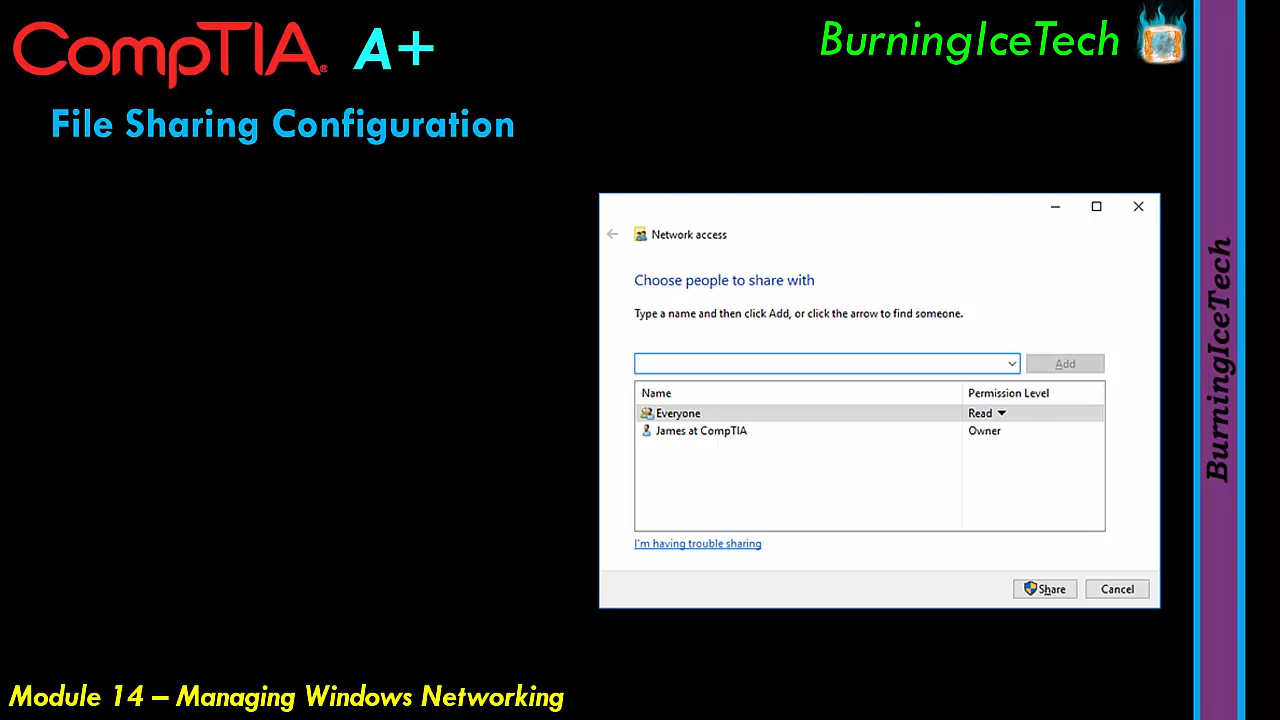 CompTIA® A+
BurningIceTech
File Sharing Configuration
Network access
Choose people to share with
Type a name and then click Add, or click the arrow to find someone.
Add
Name Permission Level
Everyone Read
James at CompTIA Owner
I'm having trouble sharing
Share Cancel
BurningIceTech
Module 14 – Managing Windows Networking